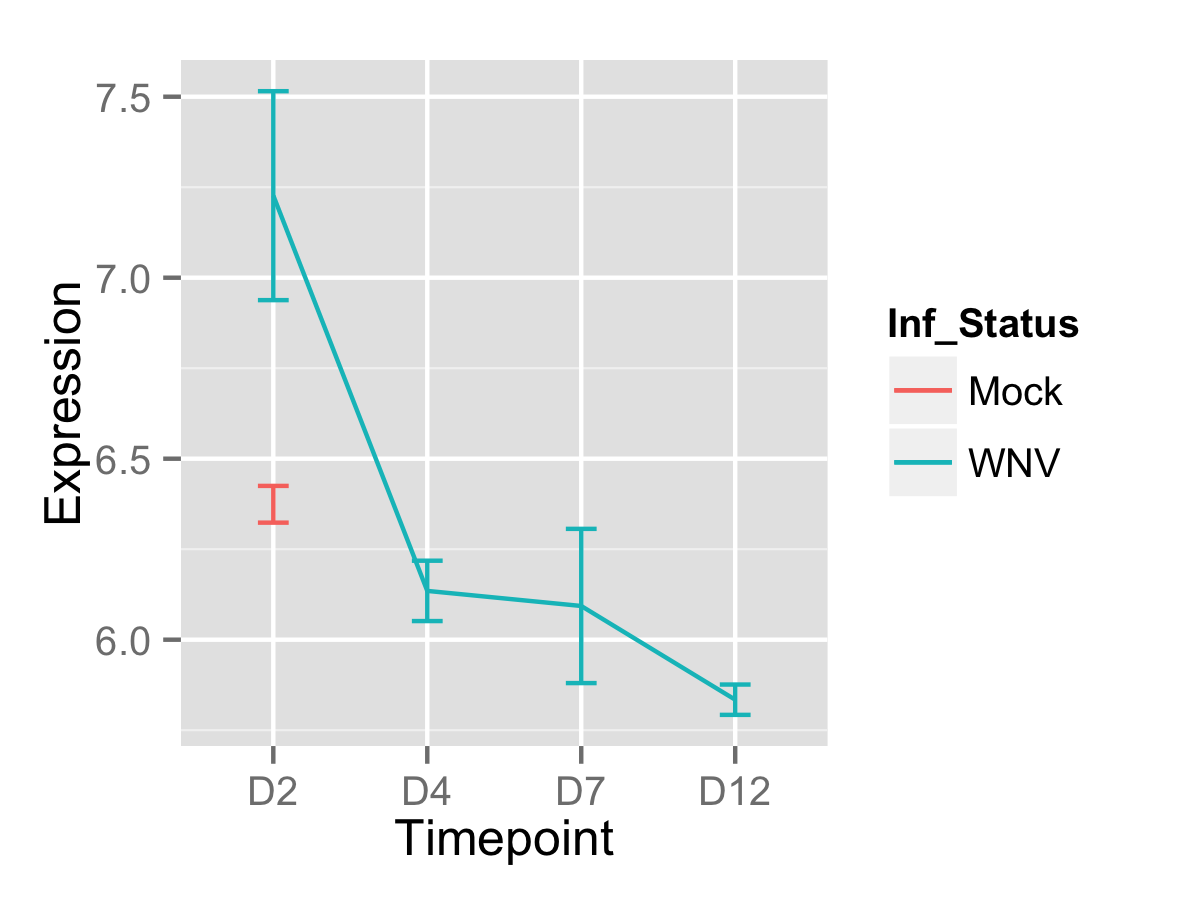 7.5
7.0
6.5
6.0
Expression
D2 D4 D7 D12
Timepoint
Inf_Status
Mock
WNV